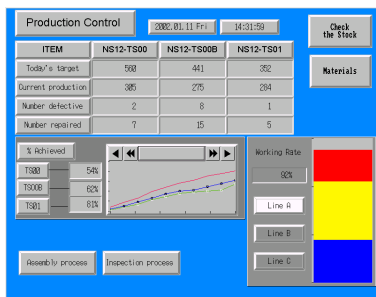 Production Control
2002.01.11 Fri
14:31:59
Check
the Stock
ITEM NS12-TS00 NS12-TS00B NS12-TS01
Today's target 560 441 352
Current production 305 275 284
Number defective 2 8 1
Number repaired 7 15 5
Materials
% Achieved
TS00 54%
TS00B 62%
TS01 81%
Working Rate
92%
Line A
Line B
Line C
Assembly process
Inspection process